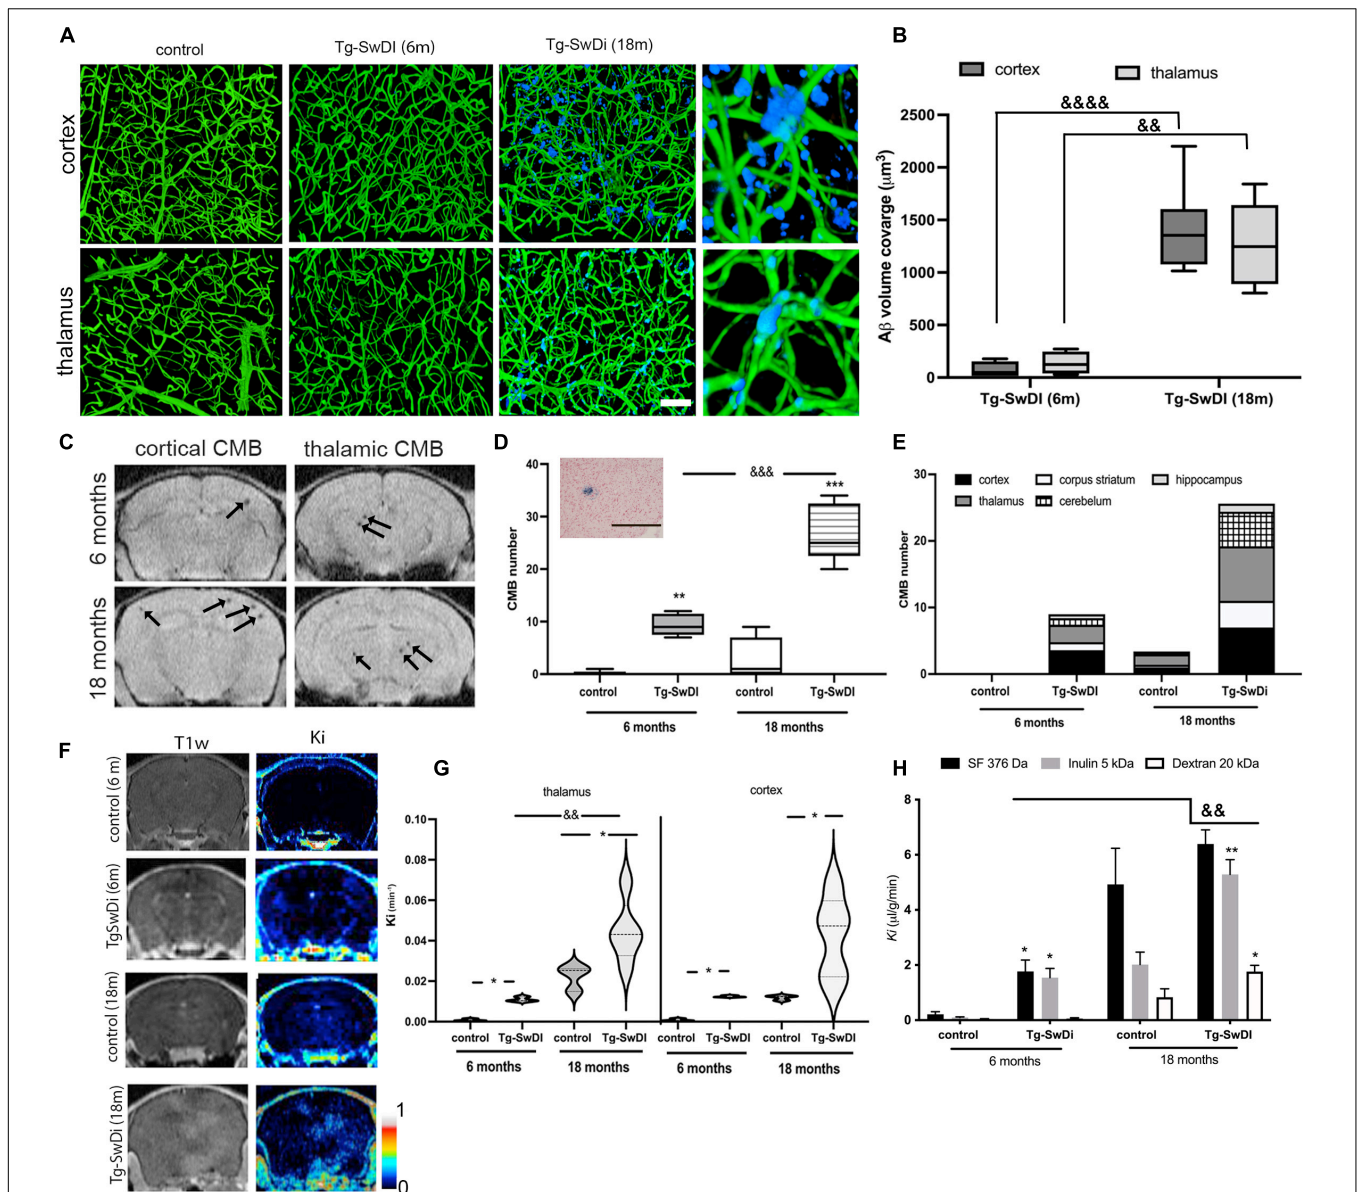 A
control
Tg-SwDI (6m)
Tg-SwDi (18m)
cortex
thalamus
B
cortex
thalamus
&&&&
&&
Aβ volume covarge (μm³)
2500
2000
1500
1000
500
0
Tg-SwDI (6m)
Tg-SwDI (18m)
C
cortical CMB
thalamic CMB
6 months
18 months
D
CMB number
40
30
20
10
0
&&&
**
***
control
Tg-SwDI
control
Tg-SwDI
6 months
18 months
E
cortex
corpus striatum
hippocampus
thalamus
cerebelum
CMB number
30
20
10
0
control
Tg-SwDI
control
Tg-SwDi
6 months
18 months
F
T1w
Ki
control (6 m)
TgSwDi (6m)
control (18m)
Tg-SwDi (18m)
1
0
G
thalamus
cortex
Ki (min⁻¹)
0.10
0.08
0.06
0.04
0.02
0.00
&&
*
*
*
*
control
Tg-SwDI
control
Tg-SwDI
control
Tg-SwDI
control
Tg-SwDI
6 months
18 months
6 months
18 months
H
SF 376 Da
Inulin 5 kDa
Dextran 20 kDa
Ki (μl/g/min)
8
6
4
2
0
&&
*
*
**
*
control
Tg-SwDi
control
Tg-SwDI
6 months
18 months